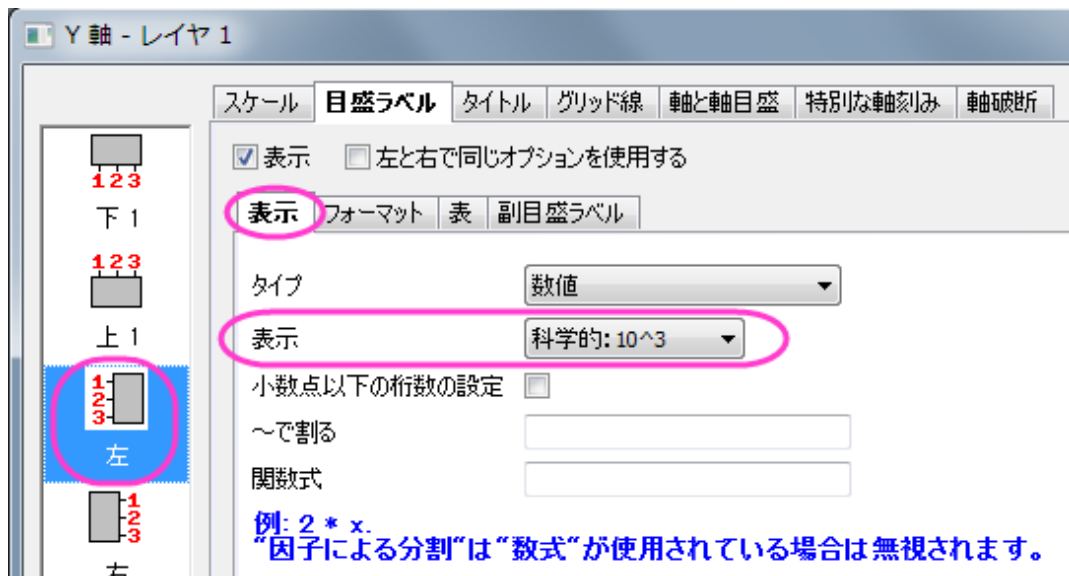 Y 軸 - レイヤ 1
スケール 目盛ラベル タイトル グリッド線 軸と軸目盛 特別な軸刻み 軸破断
表示 左と右で同じオプションを使用する
表示 フォーマット 表 副目盛ラベル
123
下 1
123
上 1
1
2
3
左
1
2
3
右
タイプ 数値
表示 科学的: 10^3
小数点以下の桁数の設定
～で割る
関数式
例: 2 * x.
"因子による分割"は"数式"が使用されている場合は無視されます。